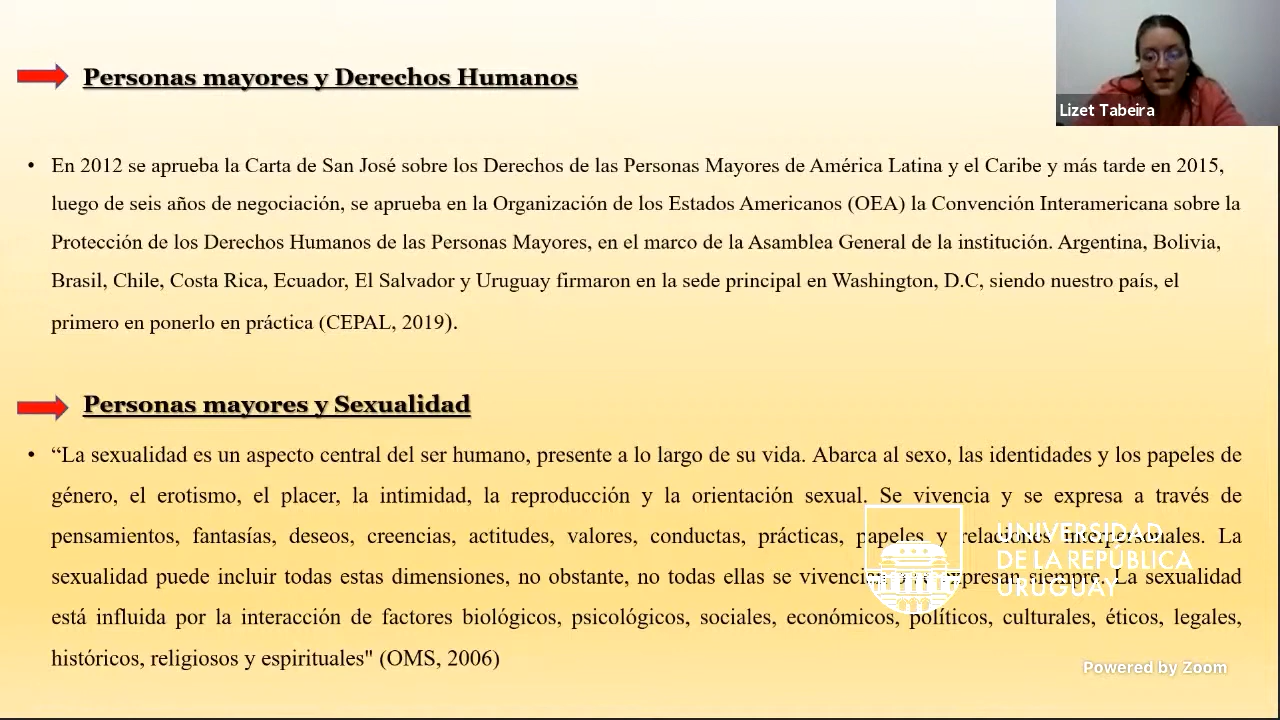 Personas mayores y Derechos Humanos
Lizet Tabeira
• En 2012 se aprueba la Carta de San José sobre los Derechos de las Personas Mayores de América Latina y el Caribe y más tarde en 2015,
luego de seis años de negociación, se aprueba en la Organización de los Estados Americanos (OEA) la Convención Interamericana sobre la
Protección de los Derechos Humanos de las Personas Mayores, en el marco de la Asamblea General de la institución. Argentina, Bolivia,
Brasil, Chile, Costa Rica, Ecuador, El Salvador y Uruguay firmaron en la sede principal en Washington, D.C, siendo nuestro país, el
primero en ponerlo en práctica (CEPAL, 2019).
Personas mayores y Sexualidad
• “La sexualidad es un aspecto central del ser humano, presente a lo largo de su vida. Abarca al sexo, las identidades y los papeles de
género, el erotismo, el placer, la intimidad, la reproducción y la orientación sexual. Se vivencia y se expresa a través de
pensamientos, fantasías, deseos, creencias, actitudes, valores, conductas, prácticas, papeles y relaciones interpersonales. La
sexualidad puede incluir todas estas dimensiones, no obstante, no todas ellas se vivencian o se expresan siempre. La sexualidad
está influida por la interacción de factores biológicos, psicológicos, sociales, económicos, políticos, culturales, éticos, legales,
históricos, religiosos y espirituales" (OMS, 2006)
UNIVERSIDAD
DE LA REPÚBLICA
URUGUAY
Powered by Zoom